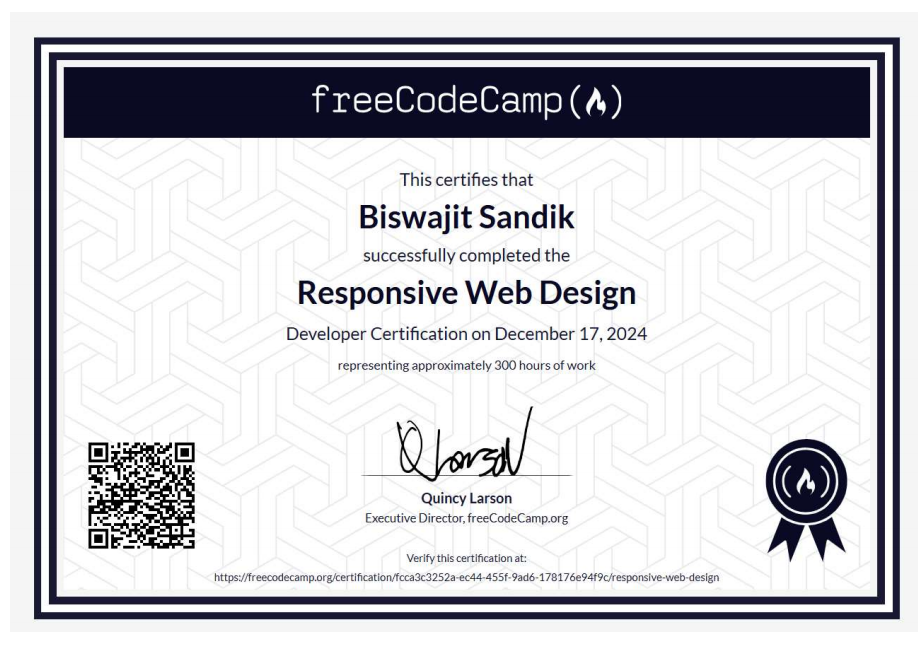 freeCodeCamp
This certifies that
Biswajit Sandik
successfully completed the
Responsive Web Design
Developer Certification on December 17, 2024
representing approximately 300 hours of work
Quincy Larson
Executive Director, freeCodeCamp.org
Verify this certification at:
https://freecodecamp.org/certification/fcca3c3252a-ec44-455f-9ad6-178176e94f9c/responsive-web-design